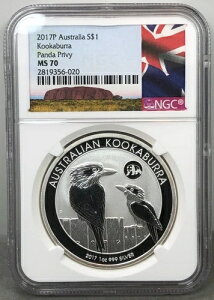 2017P Australia S$1
Kookaburra
Panda Privy
MS 70
2819356-020
NGC
AUSTRALIAN KOOKABURRA
2017 1oz 999 SILVER